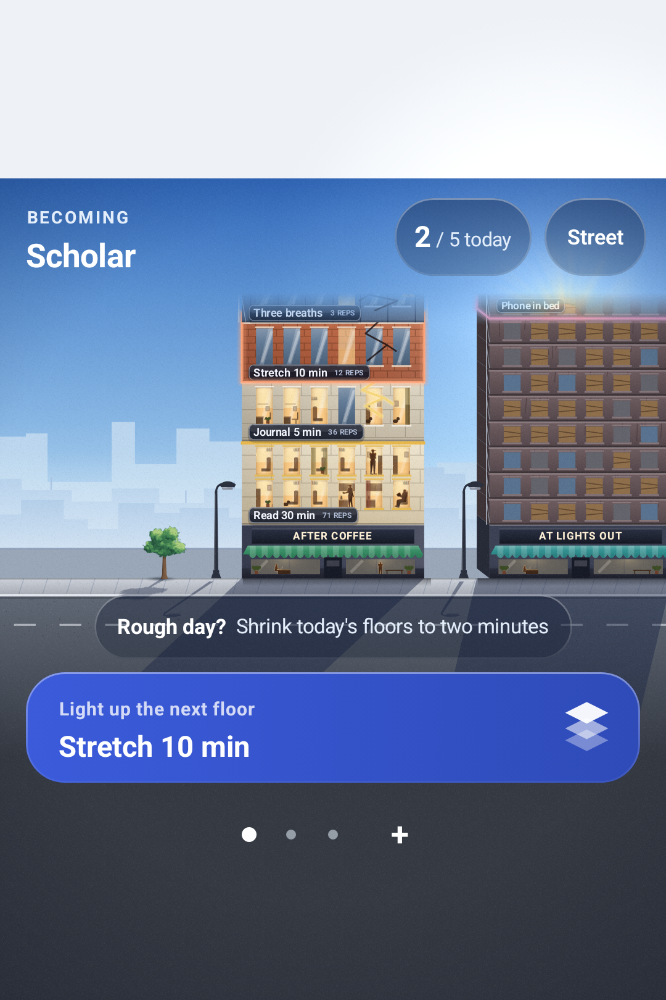 BECOMING
Scholar
2 / 5 today
Street
Three breaths 3 REPS
Phone in bed
Stretch 10 min 12 REPS
Journal 5 min 36 REPS
Read 30 min 71 REPS
AFTER COFFEE
AT LIGHTS OUT
Rough day? Shrink today's floors to two minutes
Light up the next floor
Stretch 10 min
+